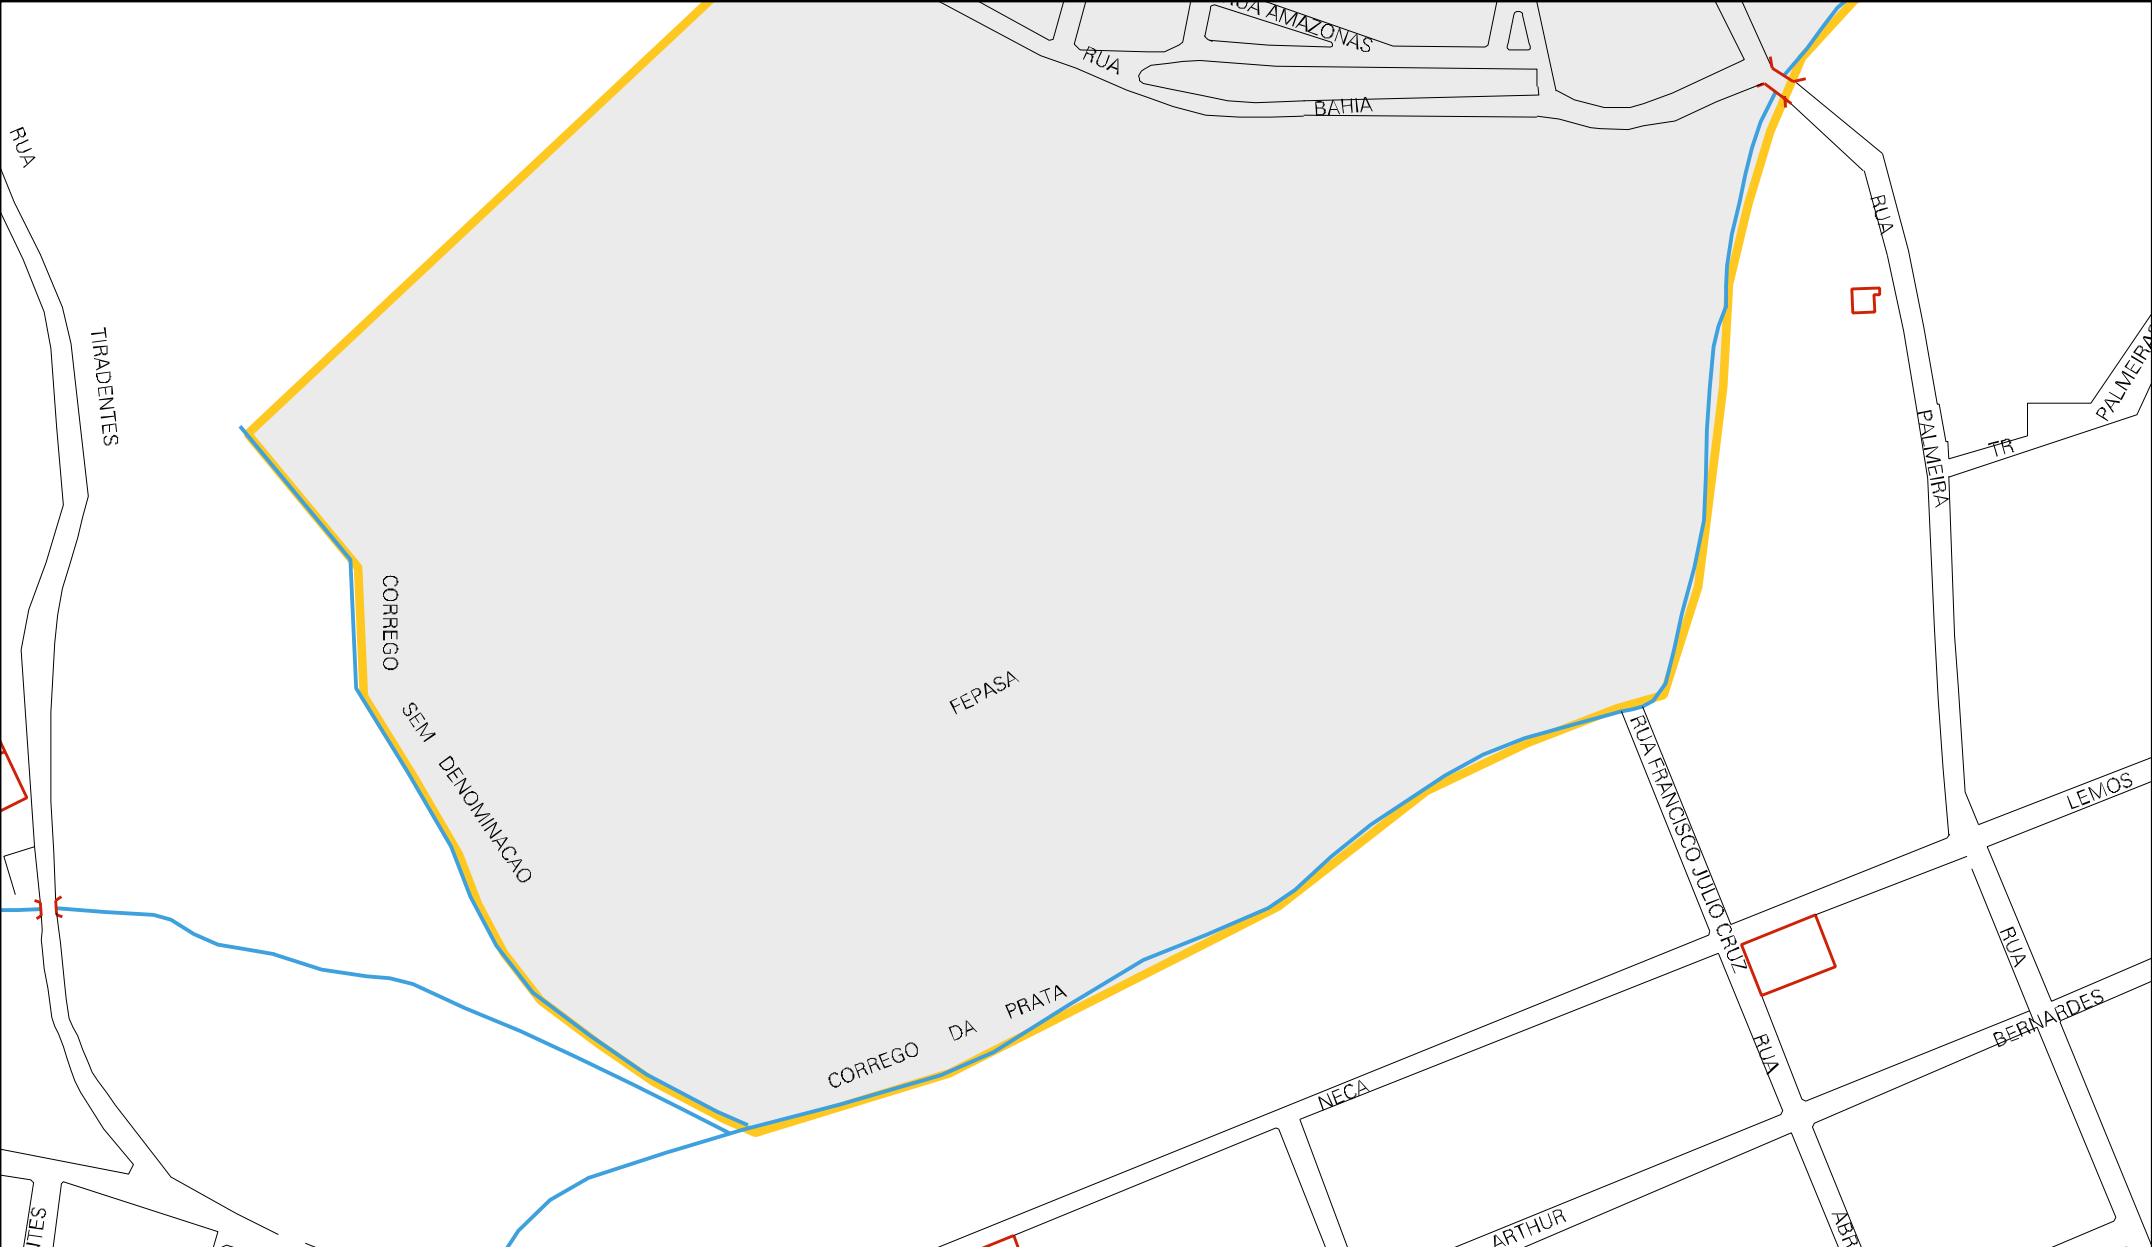 RUA AMAZONAS
RUA
BAHIA
RUA
TIRADENTES
RUA
PALMEIRA
TR
CORREGO
SEM
DENOMINACAO
FEPASA
CORREGO DA PRATA
RUA FRANCISCO JULIO CRUZ
LEMOS
RUA
BERNARDES
RUA
NECA
ARTHUR